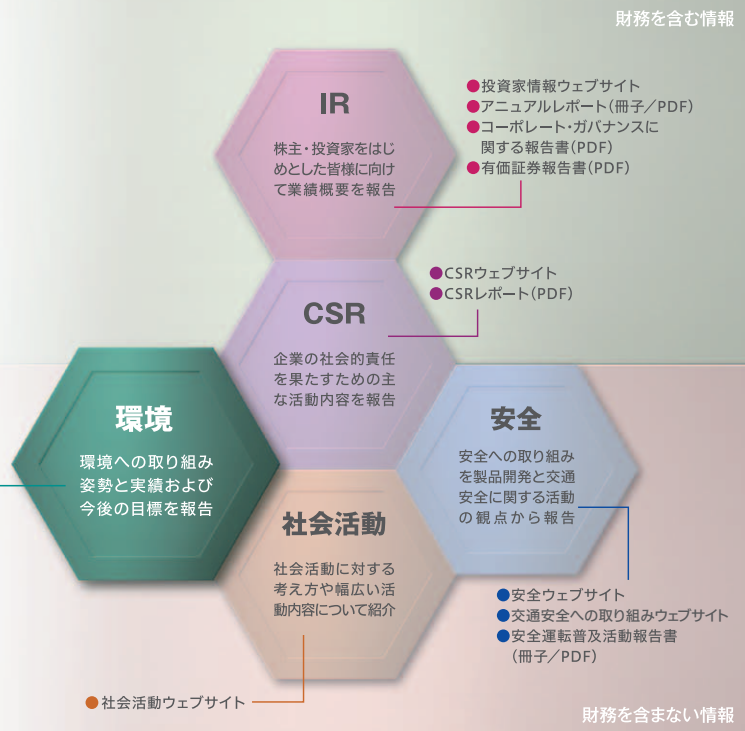 財務を含む情報
IR
株主・投資家をはじ
めとした皆様に向け
て業績概要を報告
●投資家情報ウェブサイト
●アニュアルレポート（冊子／PDF）
●コーポレート・ガバナンスに
関する報告書（PDF）
●有価証券報告書（PDF）
CSR
企業の社会的責任
を果たすための主
な活動内容を報告
●CSRウェブサイト
●CSRレポート（PDF）
環境
環境への取り組み
姿勢と実績および
今後の目標を報告
安全
安全への取り組み
を製品開発と交通
安全に関する活動
の観点から報告
●安全ウェブサイト
●交通安全への取り組みウェブサイト
●安全運転普及活動報告書
（冊子／PDF）
社会活動
社会活動に対する
考え方や幅広い活
動内容について紹介
●社会活動ウェブサイト
財務を含まない情報